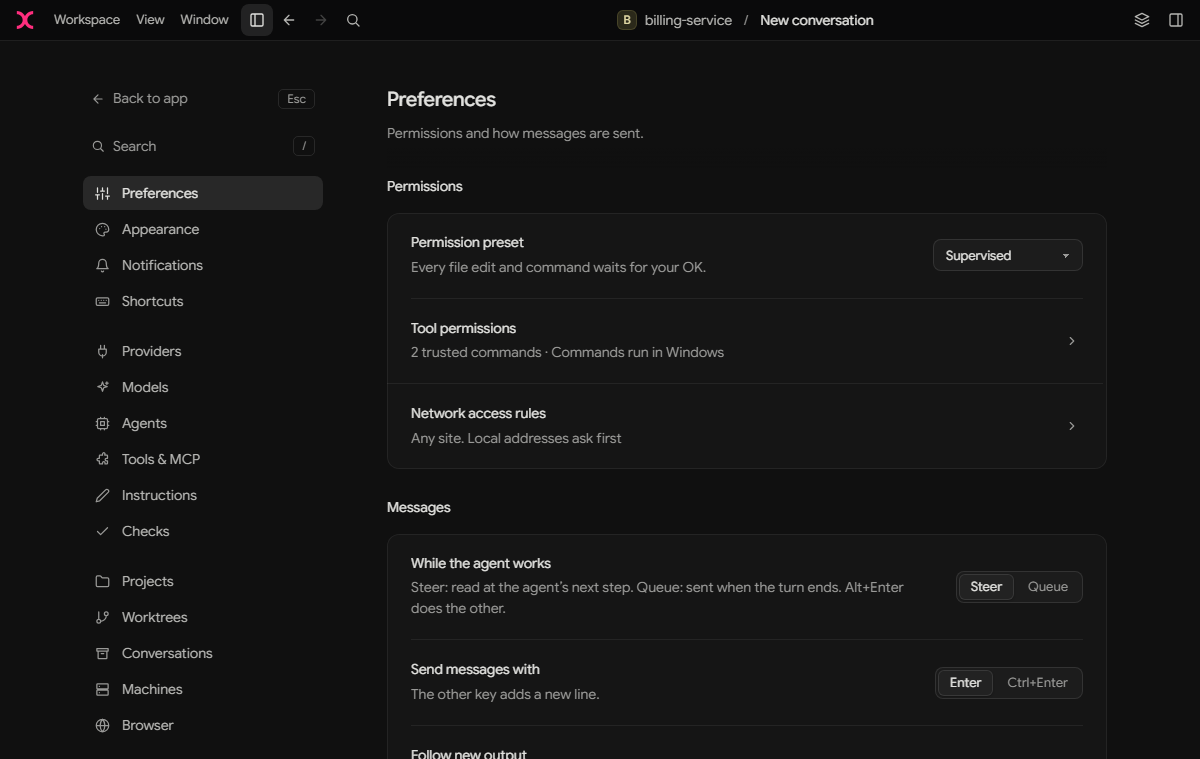 Workspace View Window
B billing-service / New conversation
Back to app Esc
Search /
Preferences
Appearance
Notifications
Shortcuts
Providers
Models
Agents
Tools & MCP
Instructions
Checks
Projects
Worktrees
Conversations
Machines
Browser
Preferences
Permissions and how messages are sent.
Permissions
Permission preset
Every file edit and command waits for your OK.
Supervised
Tool permissions
2 trusted commands · Commands run in Windows
Network access rules
Any site. Local addresses ask first
Messages
While the agent works
Steer: read at the agent's next step. Queue: sent when the turn ends. Alt+Enter
does the other.
Steer Queue
Send messages with
The other key adds a new line.
Enter Ctrl+Enter
Follow new output